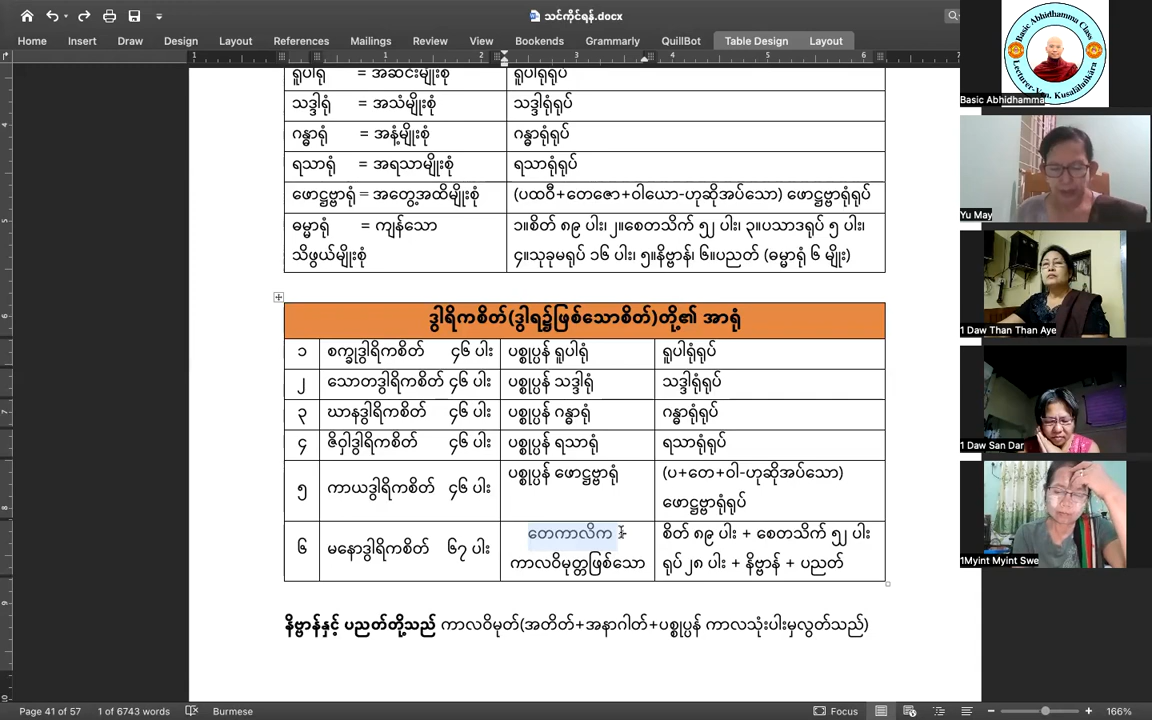 သင်ကိုင်ရန်.docx
Home Insert Draw Design Layout References Mailings Review View Bookends Grammarly QuillBot Table Design Layout
ရူပါရုံ = အဆင်းမျိုးစုံ ရူပါရုံရုပ်
သဒ္ဒါရုံ = အသံမျိုးစုံ သဒ္ဒါရုံရုပ်
ဂန္ဓာရုံ = အနံ့မျိုးစုံ ဂန္ဓာရုံရုပ်
ရသာရုံ = အရသာမျိုးစုံ ရသာရုံရုပ်
ဖောဋ္ဌဗ္ဗာရုံ = အတွေ့အထိမျိုးစုံ (ပထဝီ+တေဇော+ဝါယော-ဟုဆိုအပ်သော) ဖောဋ္ဌဗ္ဗာရုံရုပ်
ဓမ္မာရုံ = ကျန်သော ၁။စိတ် ၈၉ ပါး၊ ၂။စေတသိက် ၅၂ ပါး၊ ၃။ပသာဒရုပ် ၅ ပါး၊
သိဖွယ်မျိုးစုံ ၄။သုခုမရုပ် ၁၆ ပါး၊ ၅။နိဗ္ဗာန်၊ ၆။ပညတ် (ဓမ္မာရုံ ၆ မျိုး)
ဒွါရိကစိတ်(ဒွါရ၌ဖြစ်သောစိတ်)တို့၏ အာရုံ
၁ စက္ခုဒွါရိကစိတ် ၄၆ ပါး ပစ္စုပ္ပန် ရူပါရုံ ရူပါရုံရုပ်
၂ သောတဒွါရိကစိတ် ၄၆ ပါး ပစ္စုပ္ပန် သဒ္ဒါရုံ သဒ္ဒါရုံရုပ်
၃ ဃာနဒွါရိကစိတ် ၄၆ ပါး ပစ္စုပ္ပန် ဂန္ဓာရုံ ဂန္ဓာရုံရုပ်
၄ ဇိဝှါဒွါရိကစိတ် ၄၆ ပါး ပစ္စုပ္ပန် ရသာရုံ ရသာရုံရုပ်
၅ ကာယဒွါရိကစိတ် ၄၆ ပါး ပစ္စုပ္ပန် ဖောဋ္ဌဗ္ဗာရုံ (ပ+တေ+ဝါ-ဟုဆိုအပ်သော)
ဖောဋ္ဌဗ္ဗာရုံရုပ်
၆ မနောဒွါရိကစိတ် ၆၇ ပါး တေကာလိက + စိတ် ၈၉ ပါး + စေတသိက် ၅၂ ပါး
ကာလဝိမုတ္တဖြစ်သော ရုပ်၂၈ ပါး + နိဗ္ဗာန် + ပညတ်
နိဗ္ဗာန်နှင့် ပညတ်တို့သည် ကာလဝိမုတ်(အတိတ်+အနာဂါတ်+ပစ္စုပ္ပန် ကာလသုံးပါးမှလွတ်သည်)
Page 41 of 57 1 of 6743 words Burmese Focus 166%
Basic Abhidhamma Class
Lecturer-Ven. Kusalālaṅkāra
Basic Abhidhamma
Yu May
1 Daw Than Than Aye
1 Daw San Dar
1Myint Myint Swe